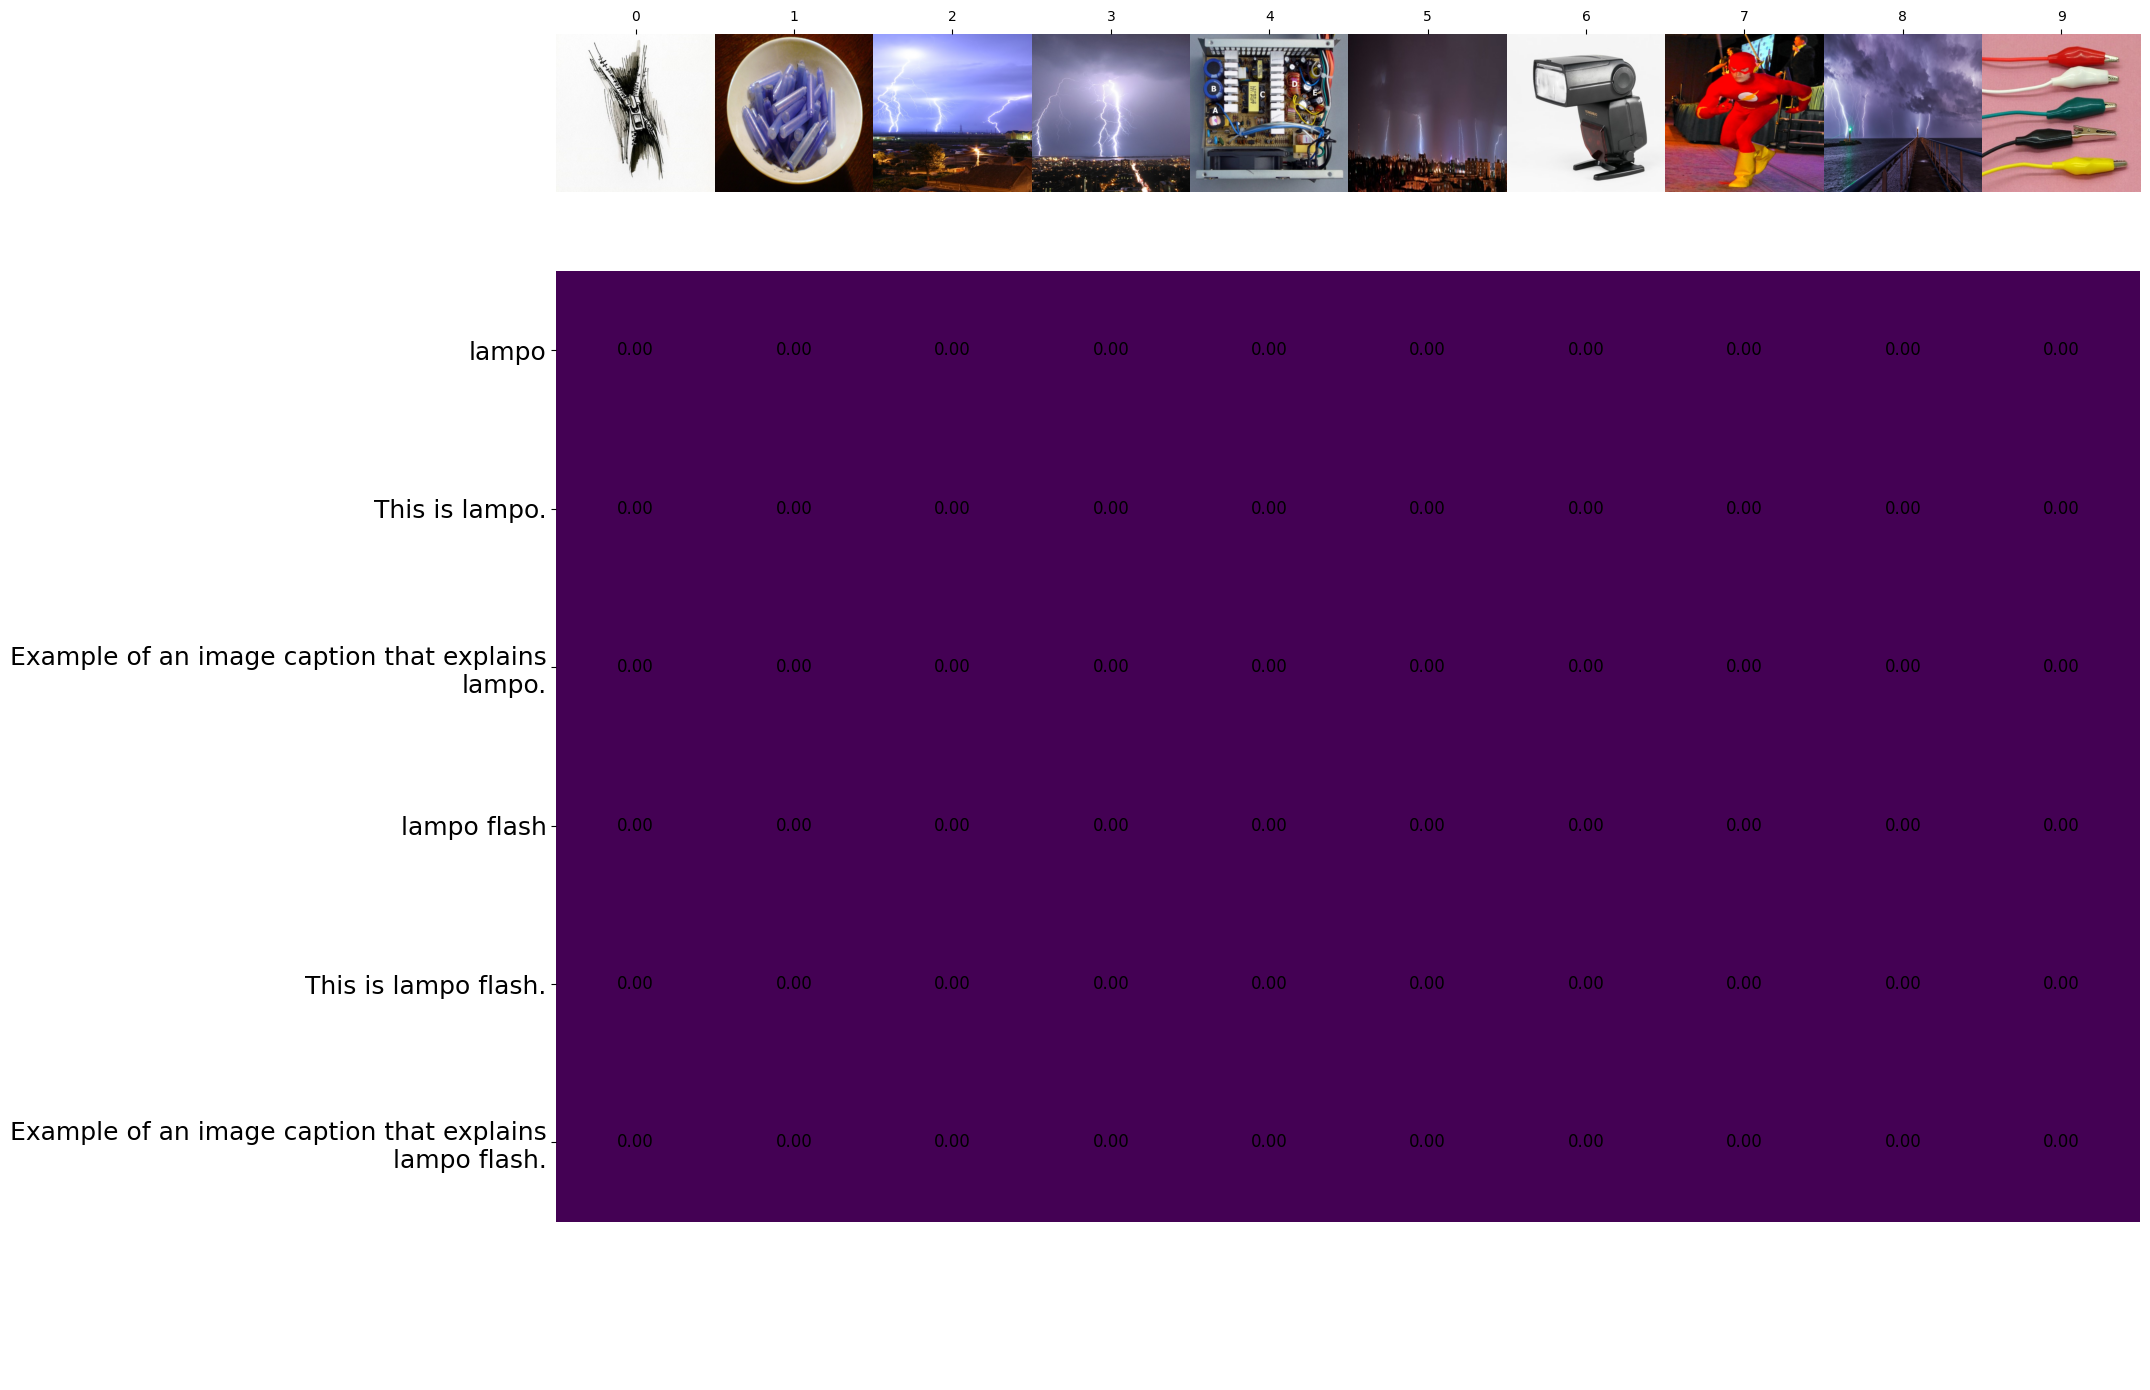 0 1 2 3 4 5 6 7 8 9
A B C D E
lampo 0.00 0.00 0.00 0.00 0.00 0.00 0.00 0.00 0.00 0.00
This is lampo. 0.00 0.00 0.00 0.00 0.00 0.00 0.00 0.00 0.00 0.00
Example of an image caption that explains
lampo. 0.00 0.00 0.00 0.00 0.00 0.00 0.00 0.00 0.00 0.00
lampo flash 0.00 0.00 0.00 0.00 0.00 0.00 0.00 0.00 0.00 0.00
This is lampo flash. 0.00 0.00 0.00 0.00 0.00 0.00 0.00 0.00 0.00 0.00
Example of an image caption that explains
lampo flash. 0.00 0.00 0.00 0.00 0.00 0.00 0.00 0.00 0.00 0.00